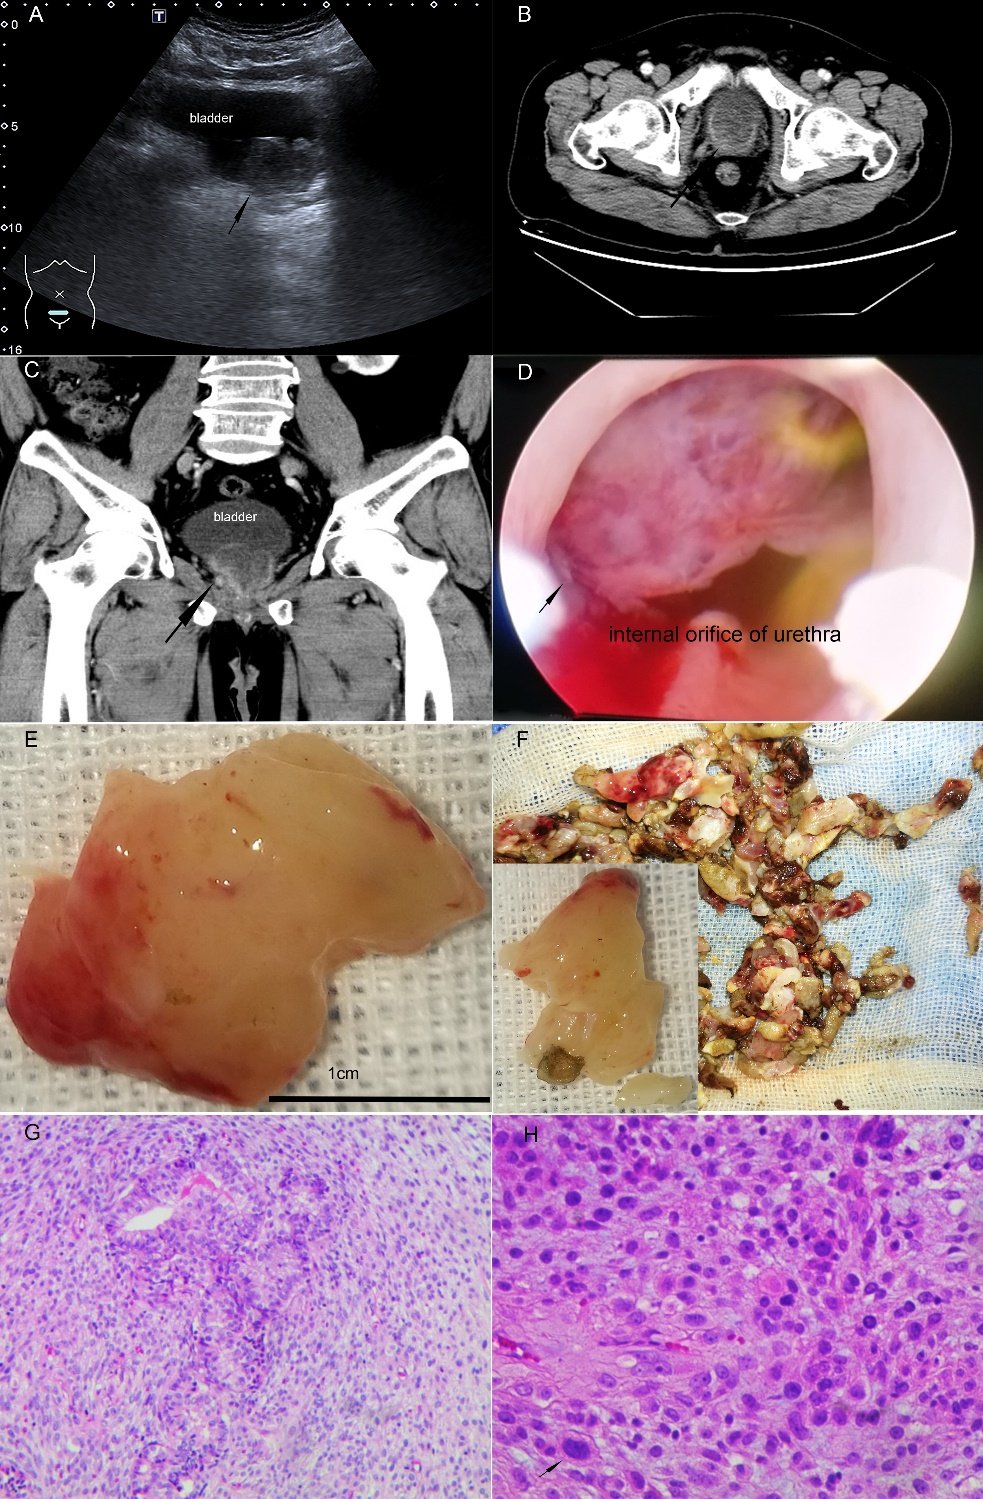 A
T
0
bladder
5
10
16
B
C
bladder
D
internal orifice of urethra
E
1cm
F
G
H